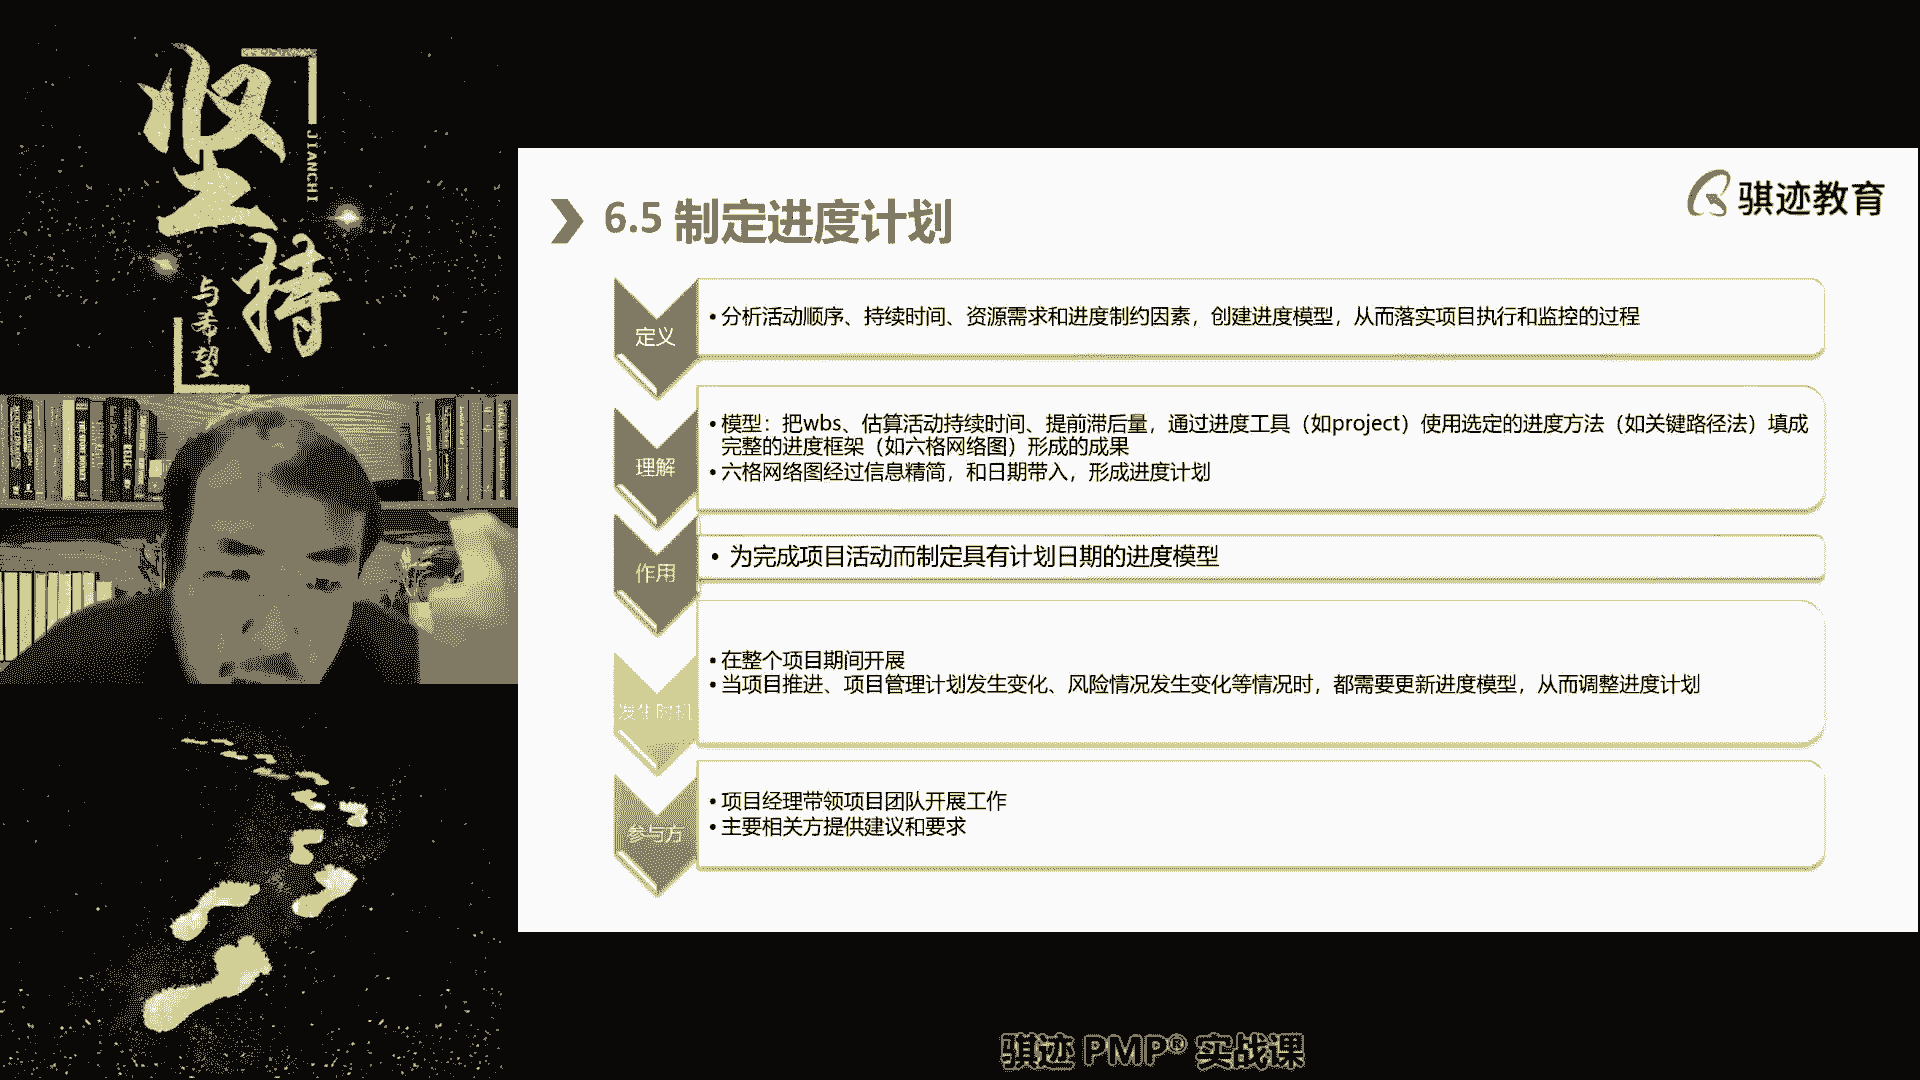 坚持
JIANCHI
与希望
骐迹教育
6.5 制定进度计划
定义
•分析活动顺序、持续时间、资源需求和进度制约因素，创建进度模型，从而落实项目执行和监控的过程
理解
•模型：把wbs、估算活动持续时间、提前滞后量，通过进度工具（如project）使用选定的进度方法（如关键路径法）填成
完整的进度框架（如六格网络图）形成的成果
•六格网络图经过信息精简，和日期带入，形成进度计划
作用
• 为完成项目活动而制定具有计划日期的进度模型
发生时机
•在整个项目期间开展
•当项目推进、项目管理计划发生变化、风险情况发生变化等情况时，都需要更新进度模型，从而调整进度计划
参与方
•项目经理带领项目团队开展工作
•主要相关方提供建议和要求
骐迹 PMP® 实战课